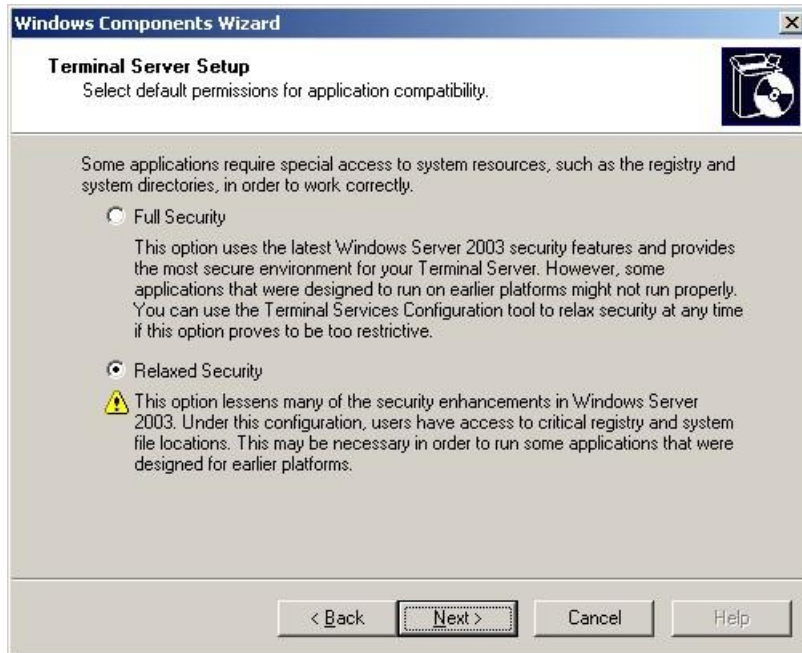 Windows Components Wizard
Terminal Server Setup
Select default permissions for application compatibility.
Some applications require special access to system resources, such as the registry and
system directories, in order to work correctly.
Full Security
This option uses the latest Windows Server 2003 security features and provides
the most secure environment for your Terminal Server. However, some
applications that were designed to run on earlier platforms might not run properly.
You can use the Terminal Services Configuration tool to relax security at any time
if this option proves to be too restrictive.
Relaxed Security
This option lessens many of the security enhancements in Windows Server
2003. Under this configuration, users have access to critical registry and system
file locations. This may be necessary in order to run some applications that were
designed for earlier platforms.
< Back Next > Cancel Help